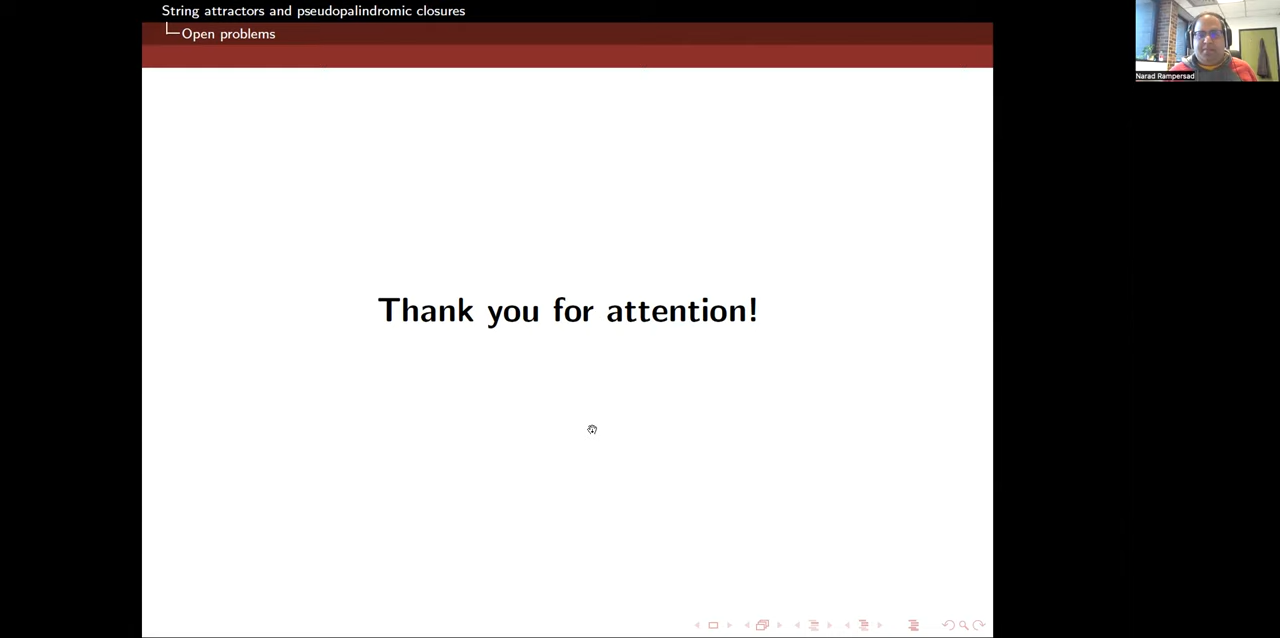 String attractors and pseudopalindromic closures
Open problems
Narad Rampersad
Thank you for attention!